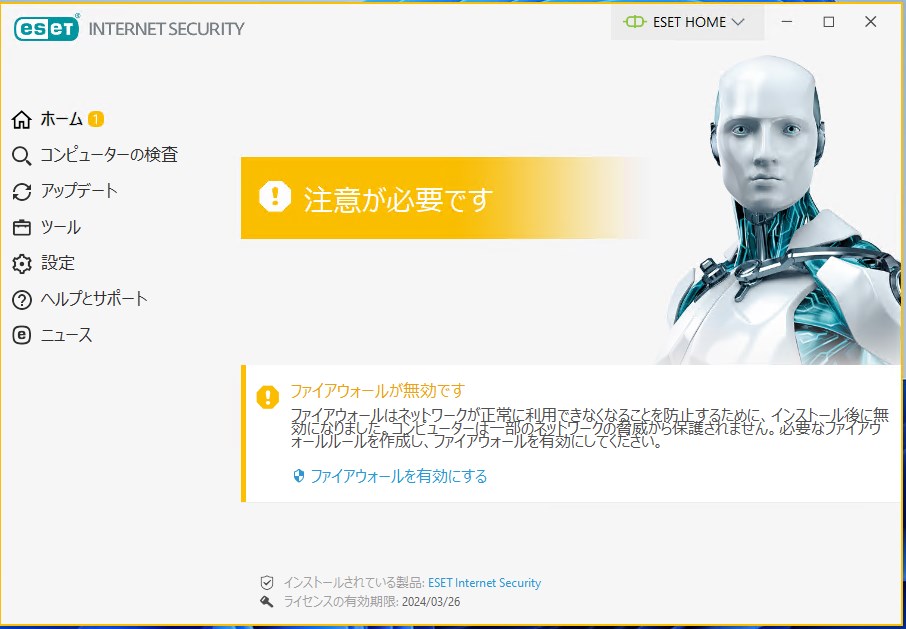 eset INTERNET SECURITY
ESET HOME
ホーム 1
コンピューターの検査
アップデート
ツール
設定
ヘルプとサポート
ニュース
注意が必要です
ファイアウォールが無効です
ファイアウォールはネットワークが正常に利用できなくなることを防止するために、インストール後に無
効になりました。コンピューターは一部のネットワークの脅威から保護されません。必要なファイアウ
ォールルールを作成し、ファイアウォールを有効にしてください。
ファイアウォールを有効にする
インストールされている製品: ESET Internet Security
ライセンスの有効期限: 2024/03/26